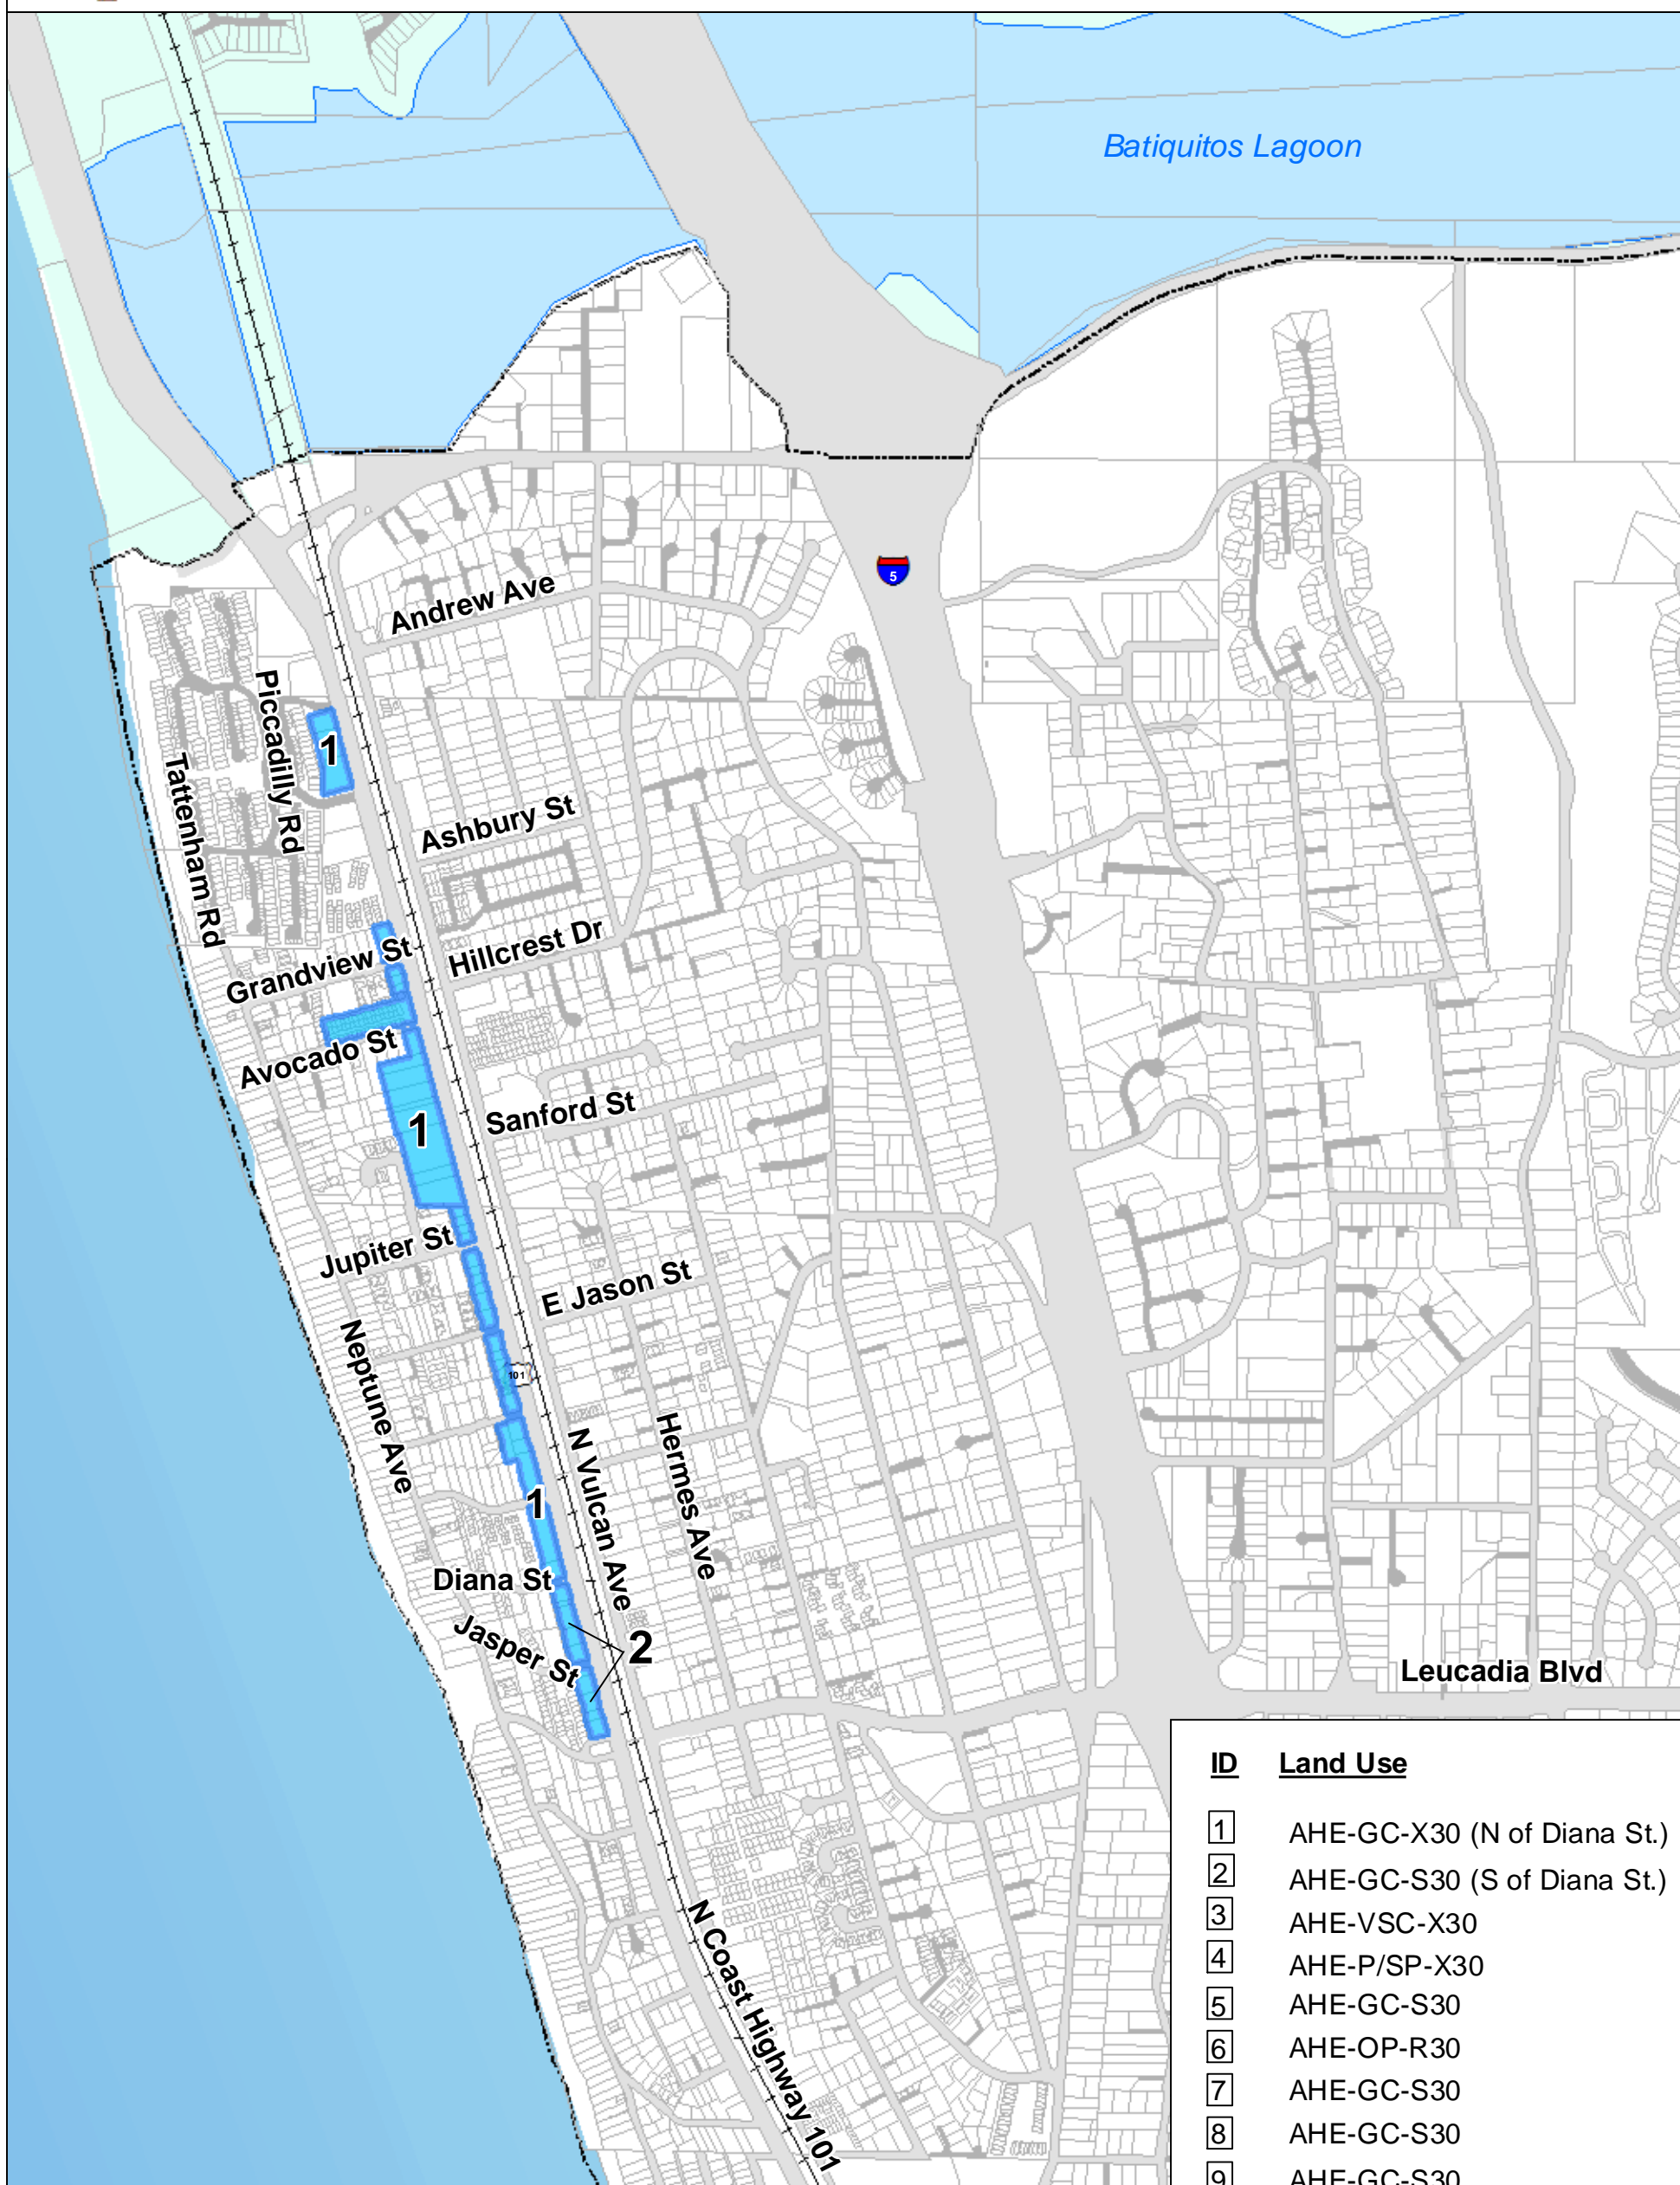 Batiquitos Lagoon
5
Andrew Ave
Piccadilly Rd
1
Tattenham Rd
Ashbury St
Hillcrest Dr
Grandview St
Avocado St
Sanford St
1
Jupiter St
E Jason St
Neptune Ave
101
N Vulcan Ave
Hermes Ave
1
Diana St
Jasper St
2
Leucadia Blvd
N Coast Highway 101
ID Land Use
1 AHE-GC-X30 (N of Diana St.)
2 AHE-GC-S30 (S of Diana St.)
3 AHE-VSC-X30
4 AHE-P/SP-X30
5 AHE-GC-S30
6 AHE-OP-R30
7 AHE-GC-S30
8 AHE-GC-S30
9 AHE-GC-S30